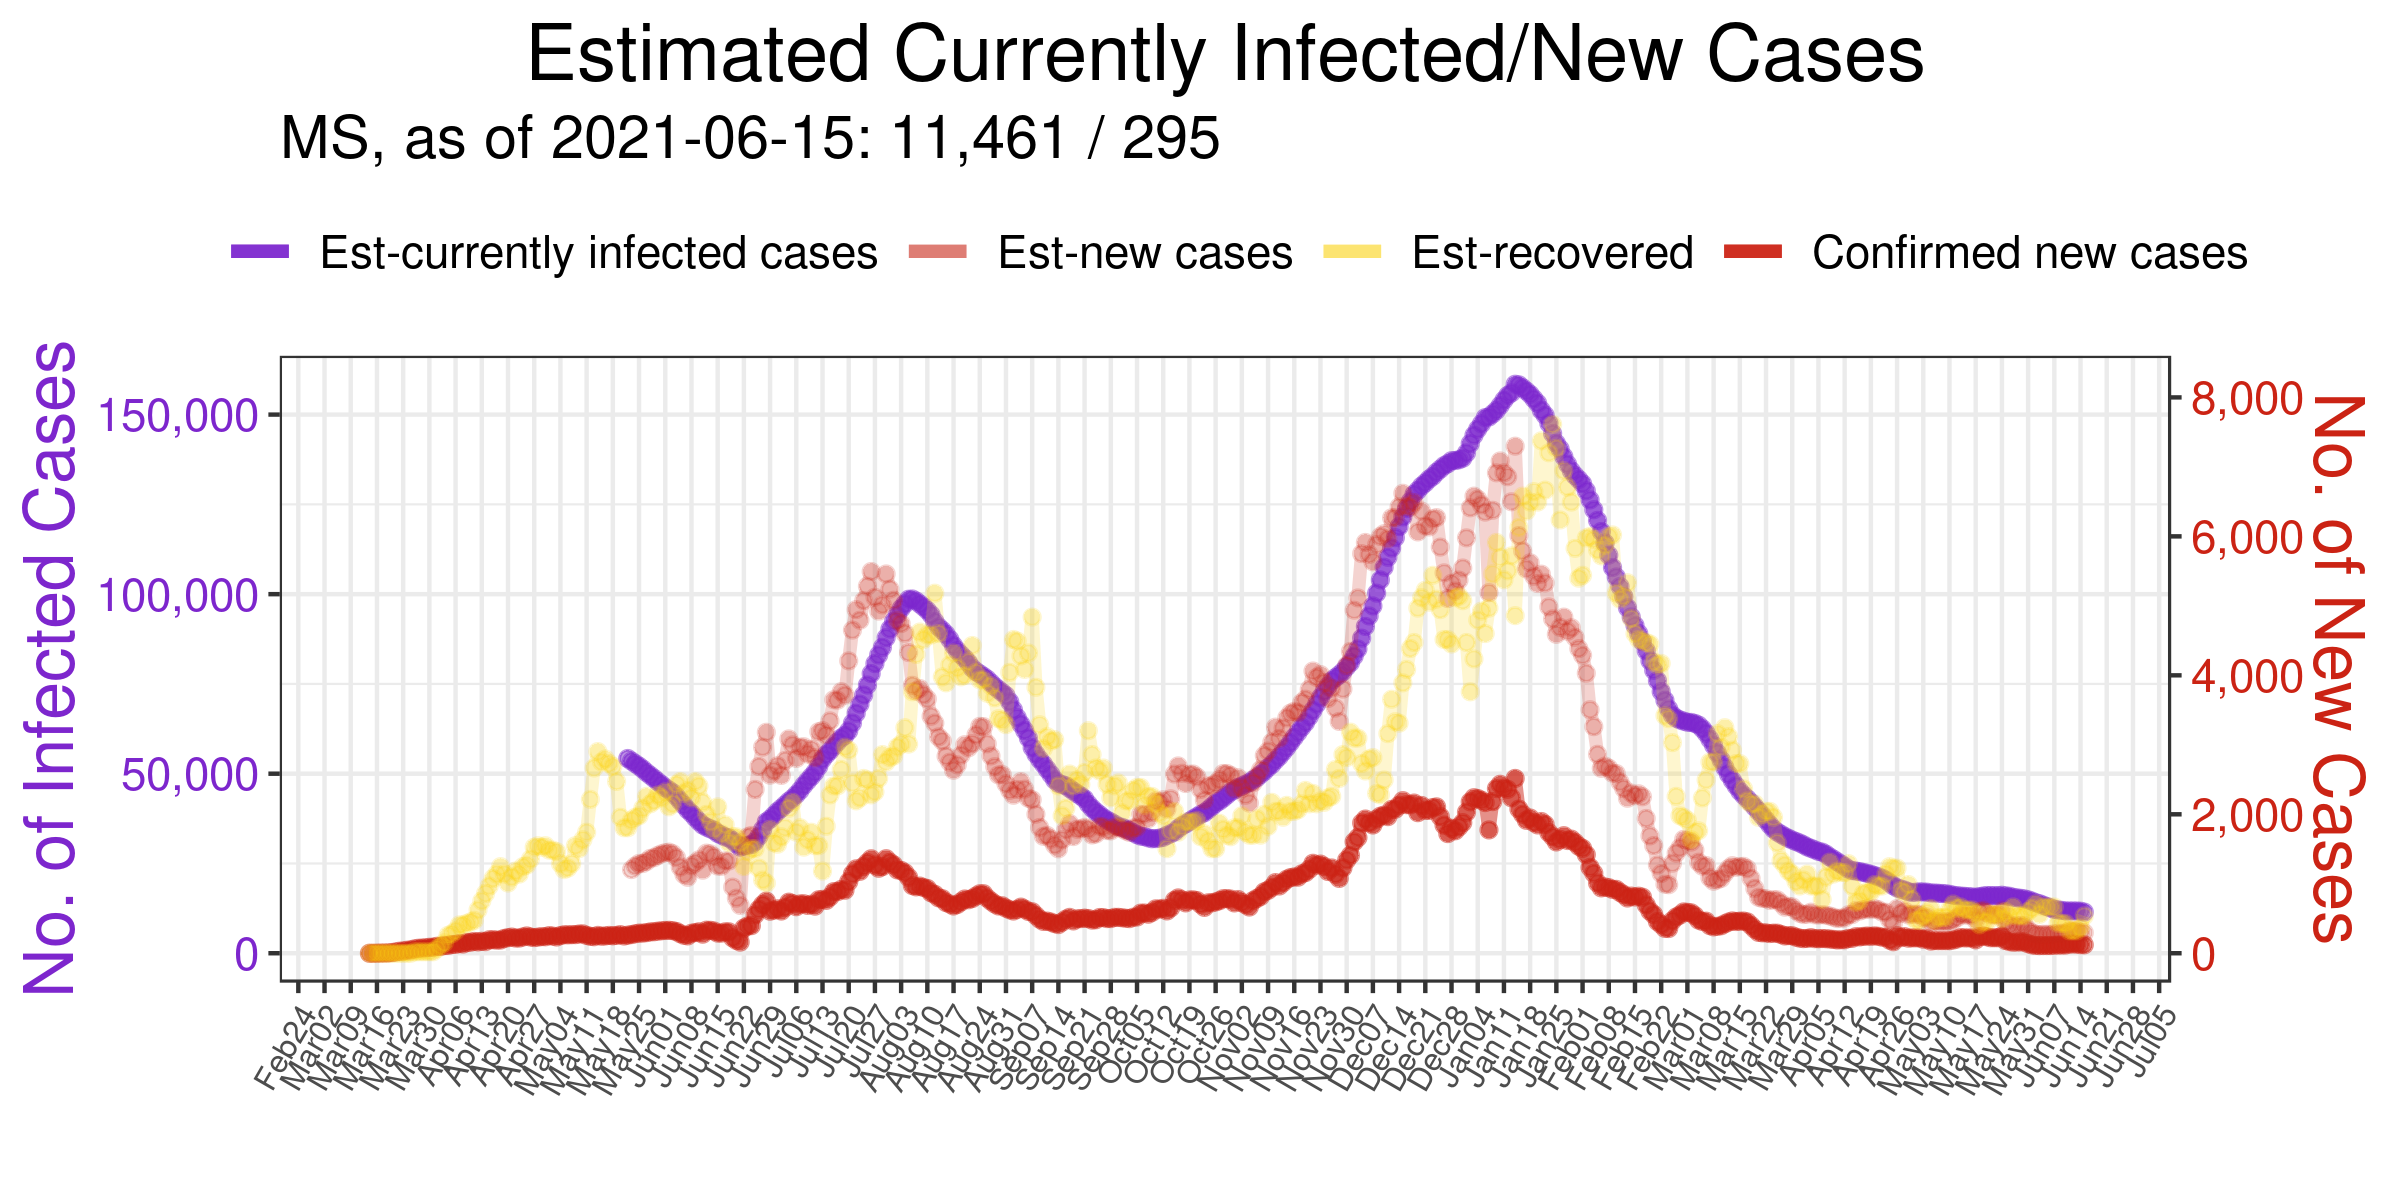 Estimated Currently Infected/New Cases
MS, as of 2021-06-15: 11,461 / 295
Est-currently infected cases Est-new cases Est-recovered Confirmed new cases
No. of Infected Cases
150,000
100,000
50,000
0
8,000
6,000
4,000
2,000
0
No. of New Cases
Feb24 Mar02 Mar09 Mar16 Mar23 Mar30 Apr06 Apr13 Apr20 Apr27 May04 May11 May18 May25 Jun01 Jun08 Jun15 Jun22 Jun29 Jul06 Jul13 Jul20 Jul27 Aug03 Aug10 Aug17 Aug24 Aug31 Sep07 Sep14 Sep21 Sep28 Oct05 Oct12 Oct19 Oct26 Nov02 Nov09 Nov16 Nov23 Nov30 Dec07 Dec14 Dec21 Dec28 Jan04 Jan11 Jan18 Jan25 Feb01 Feb08 Feb15 Feb22 Mar01 Mar08 Mar15 Mar22 Mar29 Apr05 Apr12 Apr19 Apr26 May03 May10 May17 May24 May31 Jun07 Jun14 Jun21 Jun28 Jul05